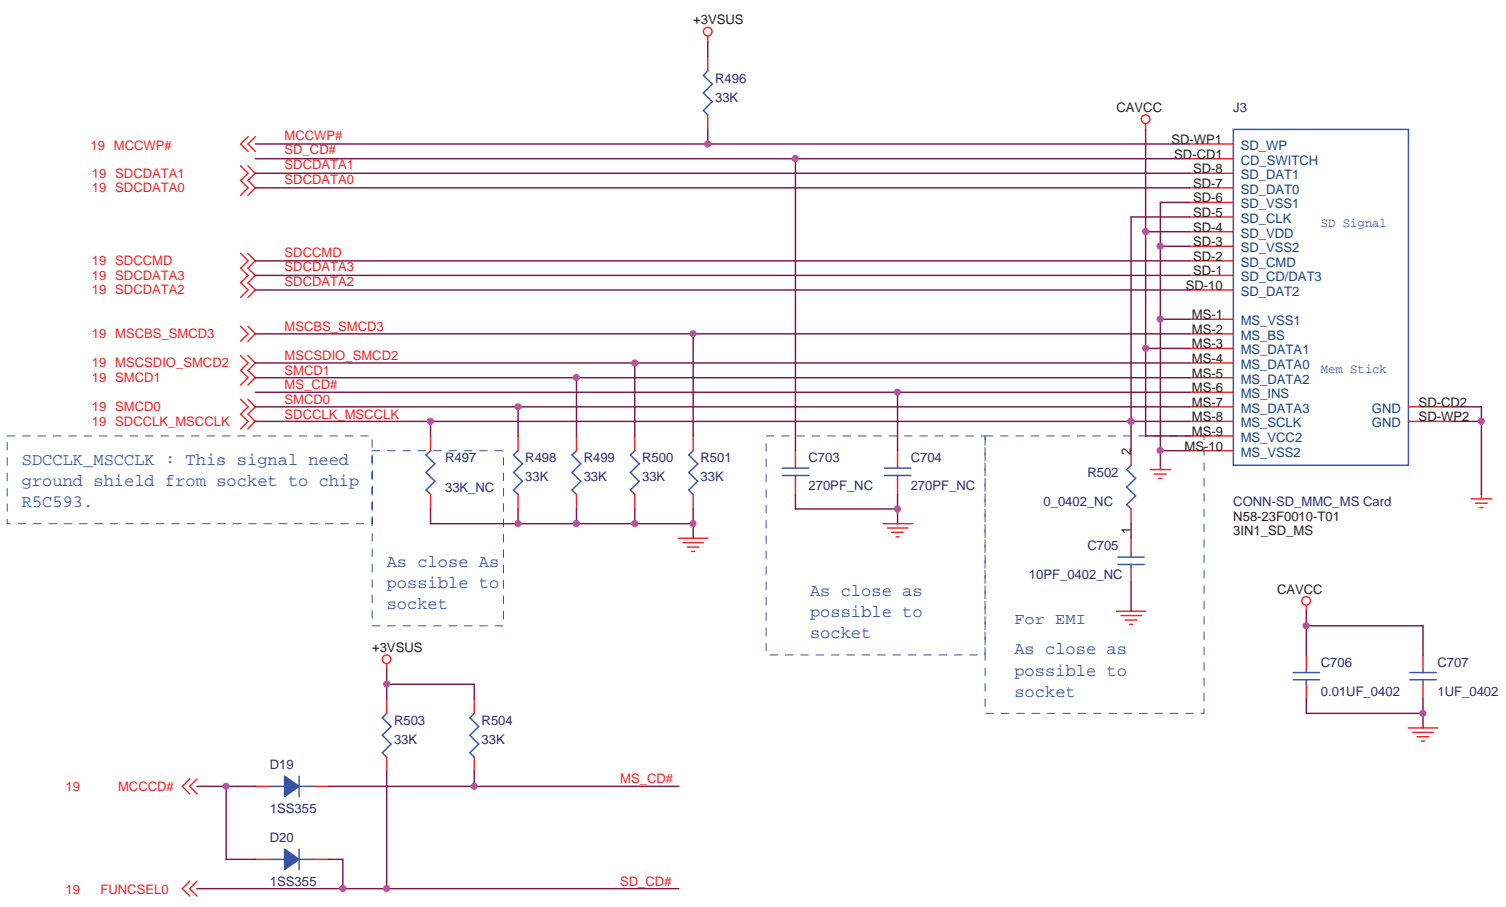 +3VSUS
R496
33K
CAVCC
J3
19 MCCWP#
MCCWP#
SD-WP1
SD_WP
SD_CD#
SD-CD1
CD_SWITCH
19 SDCDATA1
SDCDATA1
SD-8
SD_DAT1
19 SDCDATA0
SDCDATA0
SD-7
SD_DAT0
SD-6
SD_VSS1
SD-5
SD_CLK
SD Signal
SD-4
SD_VDD
SD-3
SD_VSS2
19 SDCCMD
SDCCMD
SD-2
SD_CMD
19 SDCDATA3
SDCDATA3
SD-1
SD_CD/DAT3
19 SDCDATA2
SDCDATA2
SD-10
SD_DAT2
MS-1
MS_VSS1
19 MSCBS_SMCD3
MSCBS_SMCD3
MS-2
MS_BS
MS-3
MS_DATA1
19 MSCSDIO_SMCD2
MSCSDIO_SMCD2
MS-4
MS_DATA0
Mem Stick
19 SMCD1
SMCD1
MS-5
MS_DATA2
MS_CD#
MS-6
MS_INS
19 SMCD0
SMCD0
MS-7
MS_DATA3
GND
SD-CD2
19 SDCCLK_MSCCLK
SDCCLK_MSCCLK
MS-8
MS_SCLK
GND
SD-WP2
MS-9
MS_VCC2
MS-10
MS_VSS2
SDCCLK_MSCCLK : This signal need
ground shield from socket to chip
R5C593.
R497
33K_NC
R498
33K
R499
33K
R500
33K
R501
33K
As close As
possible to
socket
C703
270PF_NC
C704
270PF_NC
As close as
possible to
socket
2
R502
0_0402_NC
1
C705
10PF_0402_NC
For EMI
As close as
possible to
socket
CONN-SD_MMC_MS Card
N58-23F0010-T01
3IN1_SD_MS
CAVCC
C706
0.01UF_0402
C707
1UF_0402
+3VSUS
R503
33K
R504
33K
19 MCCCD#
D19
1SS355
MS_CD#
D20
1SS355
19 FUNCSEL0
SD_CD#